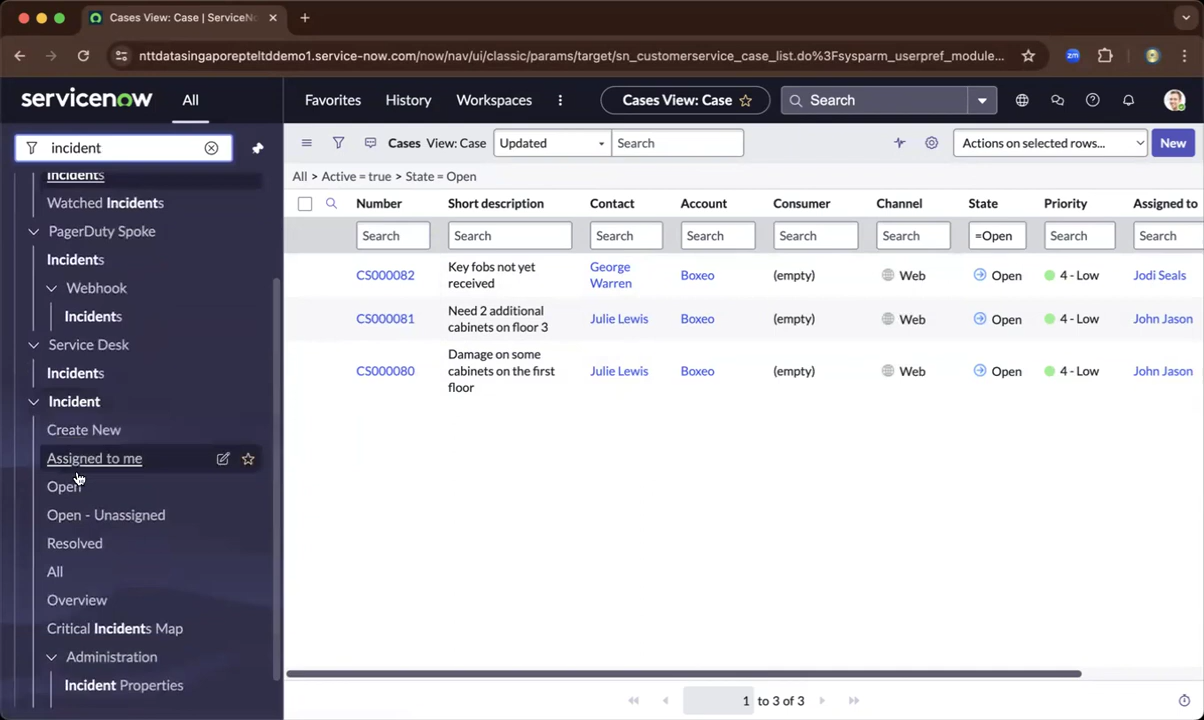 Cases View: Case | ServiceN
nttdatasingaporepteltddemo1.service-now.com/now/nav/ui/classic/params/target/sn_customerservice_case_list.do%3Fsysparm_userpref_module...
zm
servicenow
All
Favorites
History
Workspaces
Cases View: Case
Search
incident
Incidents
Watched Incidents
PagerDuty Spoke
Incidents
Webhook
Incidents
Service Desk
Incidents
Incident
Create New
Assigned to me
Open
Open - Unassigned
Resolved
All
Overview
Critical Incidents Map
Administration
Incident Properties
Cases View: Case
Updated
Search
Actions on selected rows...
New
All > Active = true > State = Open
Number Short description Contact Account Consumer Channel State Priority Assigned to
Search Search Search Search Search Search =Open Search Search
CS000082 Key fobs not yet received George Warren Boxeo (empty) Web Open 4 - Low Jodi Seals
CS000081 Need 2 additional cabinets on floor 3 Julie Lewis Boxeo (empty) Web Open 4 - Low John Jason
CS000080 Damage on some cabinets on the first floor Julie Lewis Boxeo (empty) Web Open 4 - Low John Jason
1 to 3 of 3